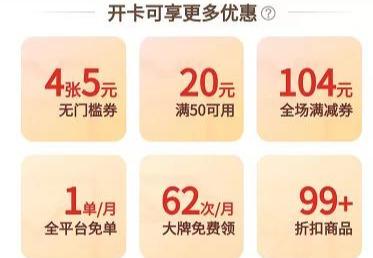 开卡可享更多优惠?
4张5元 20元 104元
无门槛券 满50可用 全场满减券
1单/月 62次/月 99+
全平台免单 大牌免费领 折扣商品